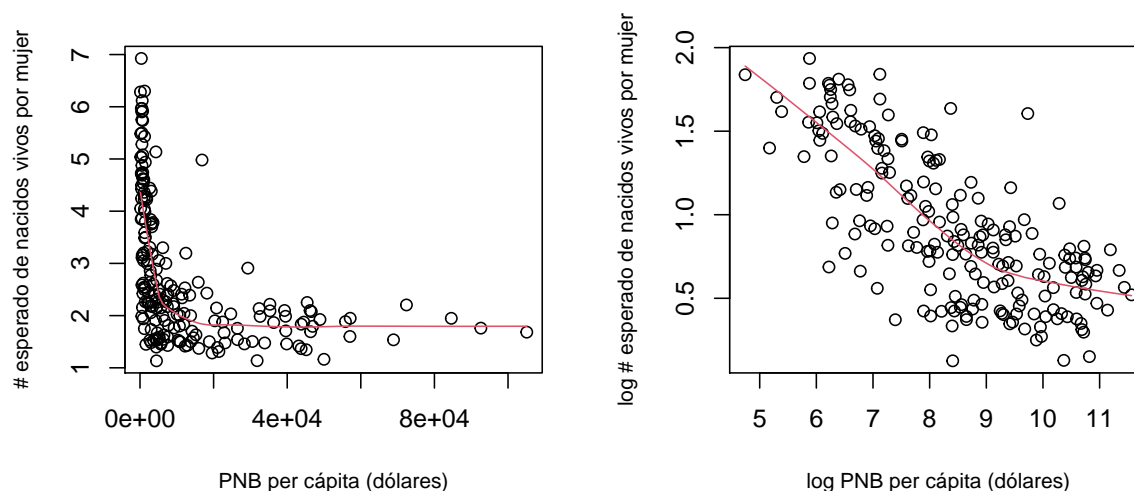 # esperado de nacidos vivos por mujer
7
6
5
4
3
2
1
0e+00
4e+04
8e+04
PNB per cápita (dólares)
log # esperado de nacidos vivos por mujer
2.0
1.5
1.0
0.5
5
6
7
8
9
10
11
log PNB per cápita (dólares)